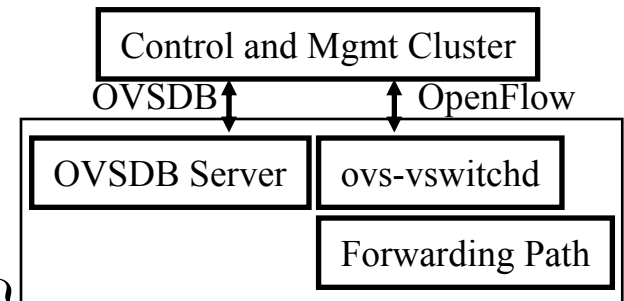 Control and Mgmt Cluster
OVSDB OpenFlow
OVSDB Server ovs-vswitchd
Forwarding Path